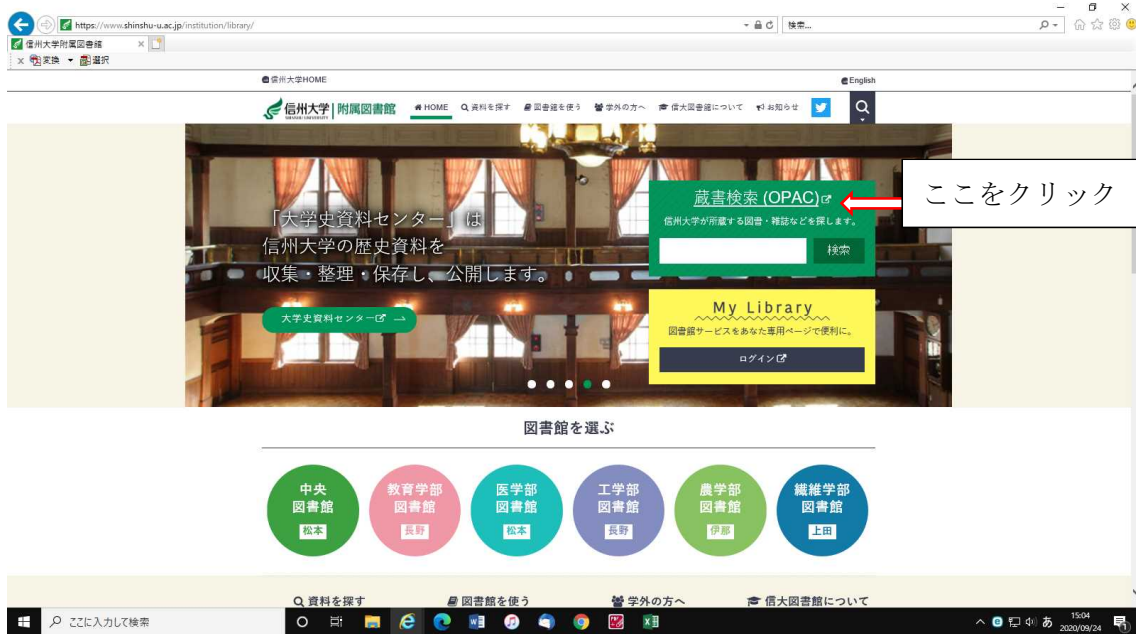 https://www.shinshu-u.ac.jp/institution/library/
検索...
信州大学附属図書館
x 変換 ▼ 選択
信州大学HOME
English
信州大学 附属図書館
SHINSHU UNIVERSITY
HOME
資料を探す
図書館を使う
学外の方へ
信大図書館について
お知らせ
蔵書検索 (OPAC)
信州大学が所蔵する図書・雑誌などを探します。
検索
ここをクリック
「大学史資料センター」は
信州大学の歴史資料を
収集・整理・保存し、公開します。
大学史資料センター →
My Library
図書館サービスをあなた専用ページで便利に。
ログイン
図書館を選ぶ
中央
図書館
松本
教育学部
図書館
長野
医学部
図書館
松本
工学部
図書館
長野
農学部
図書館
伊那
繊維学部
図書館
上田
資料を探す
図書館を使う
学外の方へ
信大図書館について
ここに入力して検索
あ
15:04
2020/09/24